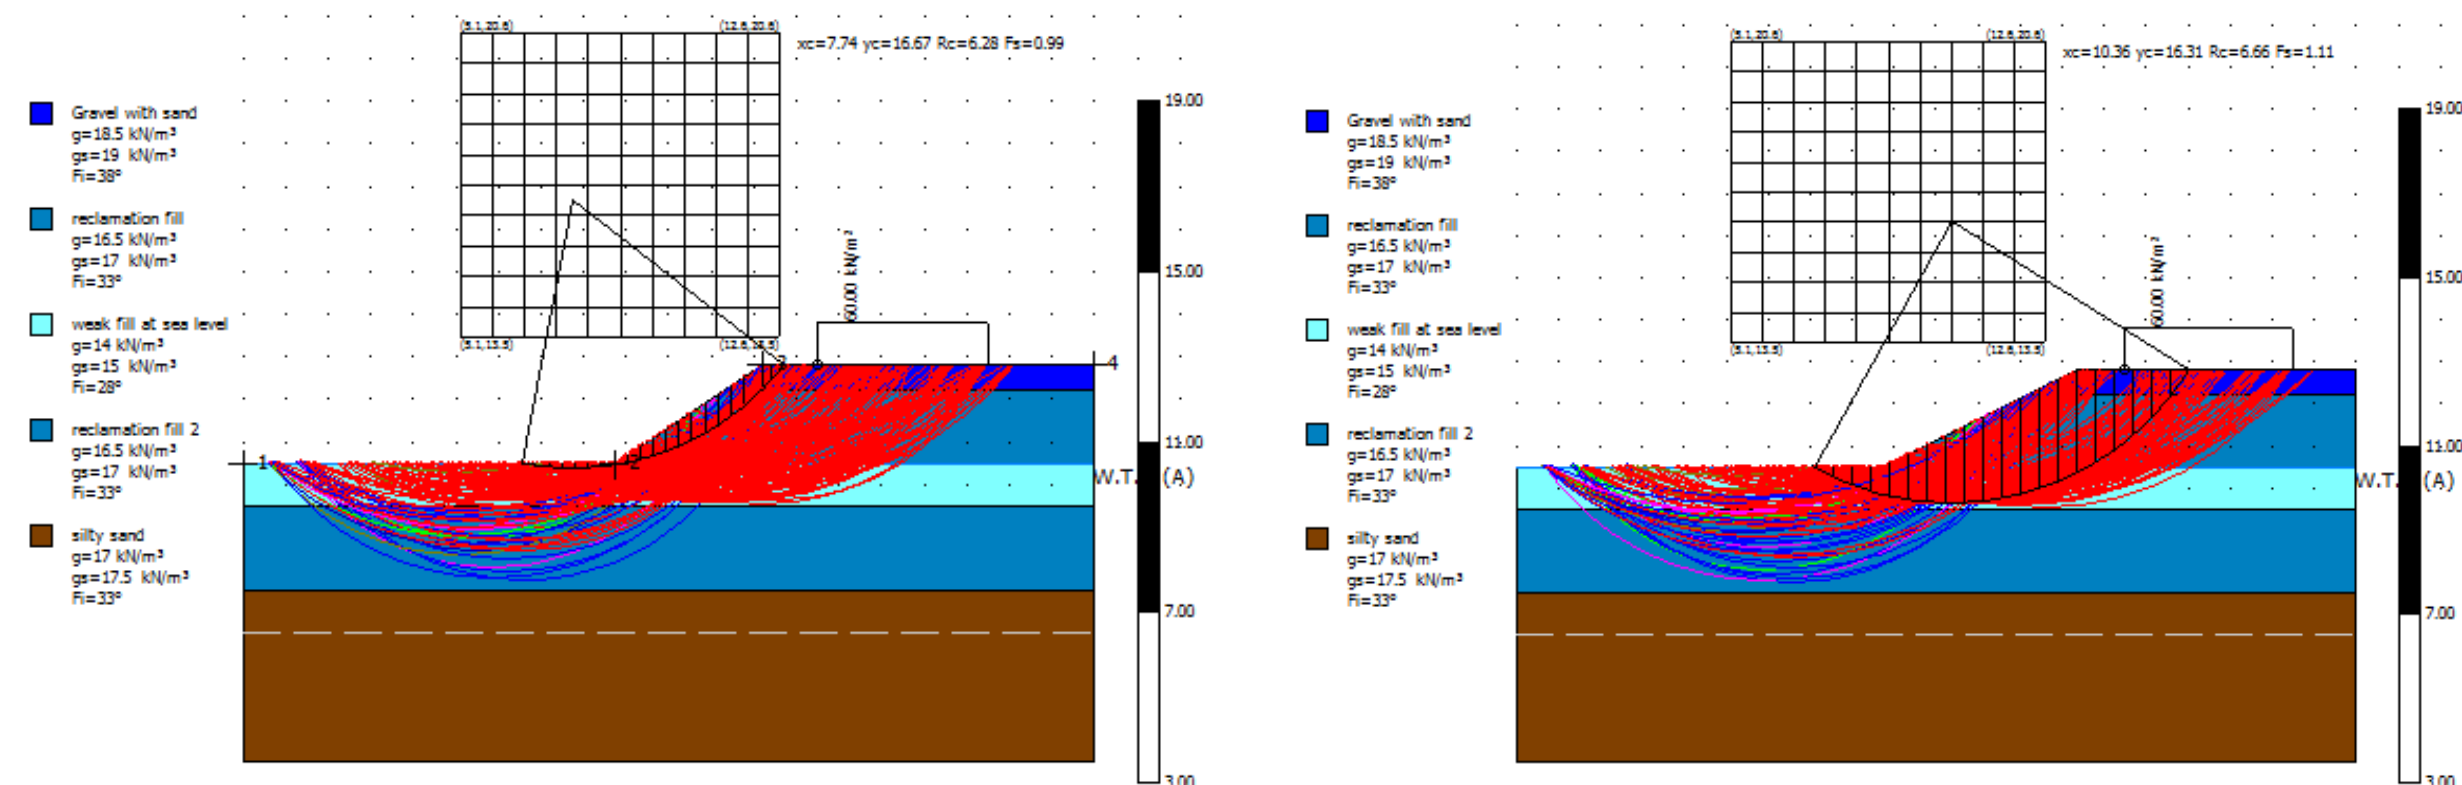 (5.1,20.6)
(12.6,20.6)
xc=7.74 yc=16.67 Rc=6.28 Fs=0.99
Gravel with sand
g=18.5 kN/m³
gs=19 kN/m³
Fi=38°
reclamation fill
g=16.5 kN/m³
gs=17 kN/m³
Fi=33°
weak fill at sea level
g=14 kN/m³
gs=15 kN/m³
Fi=28°
reclamation fill 2
g=16.5 kN/m³
gs=17 kN/m³
Fi=33°
silty sand
g=17 kN/m³
gs=17.5 kN/m³
Fi=33°
(5.1,13.5)
(12.6,13.5)
60.00 kN/m²
1
2
3
4
W.T. (A)
19.00
15.00
11.00
7.00
3.00
(5.1,20.6)
(12.6,20.6)
xc=10.36 yc=16.31 Rc=6.66 Fs=1.11
Gravel with sand
g=18.5 kN/m³
gs=19 kN/m³
Fi=38°
reclamation fill
g=16.5 kN/m³
gs=17 kN/m³
Fi=33°
weak fill at sea level
g=14 kN/m³
gs=15 kN/m³
Fi=28°
reclamation fill 2
g=16.5 kN/m³
gs=17 kN/m³
Fi=33°
silty sand
g=17 kN/m³
gs=17.5 kN/m³
Fi=33°
(5.1,13.5)
(12.6,13.5)
60.00 kN/m²
W.T. (A)
19.00
15.00
11.00
7.00
3.00